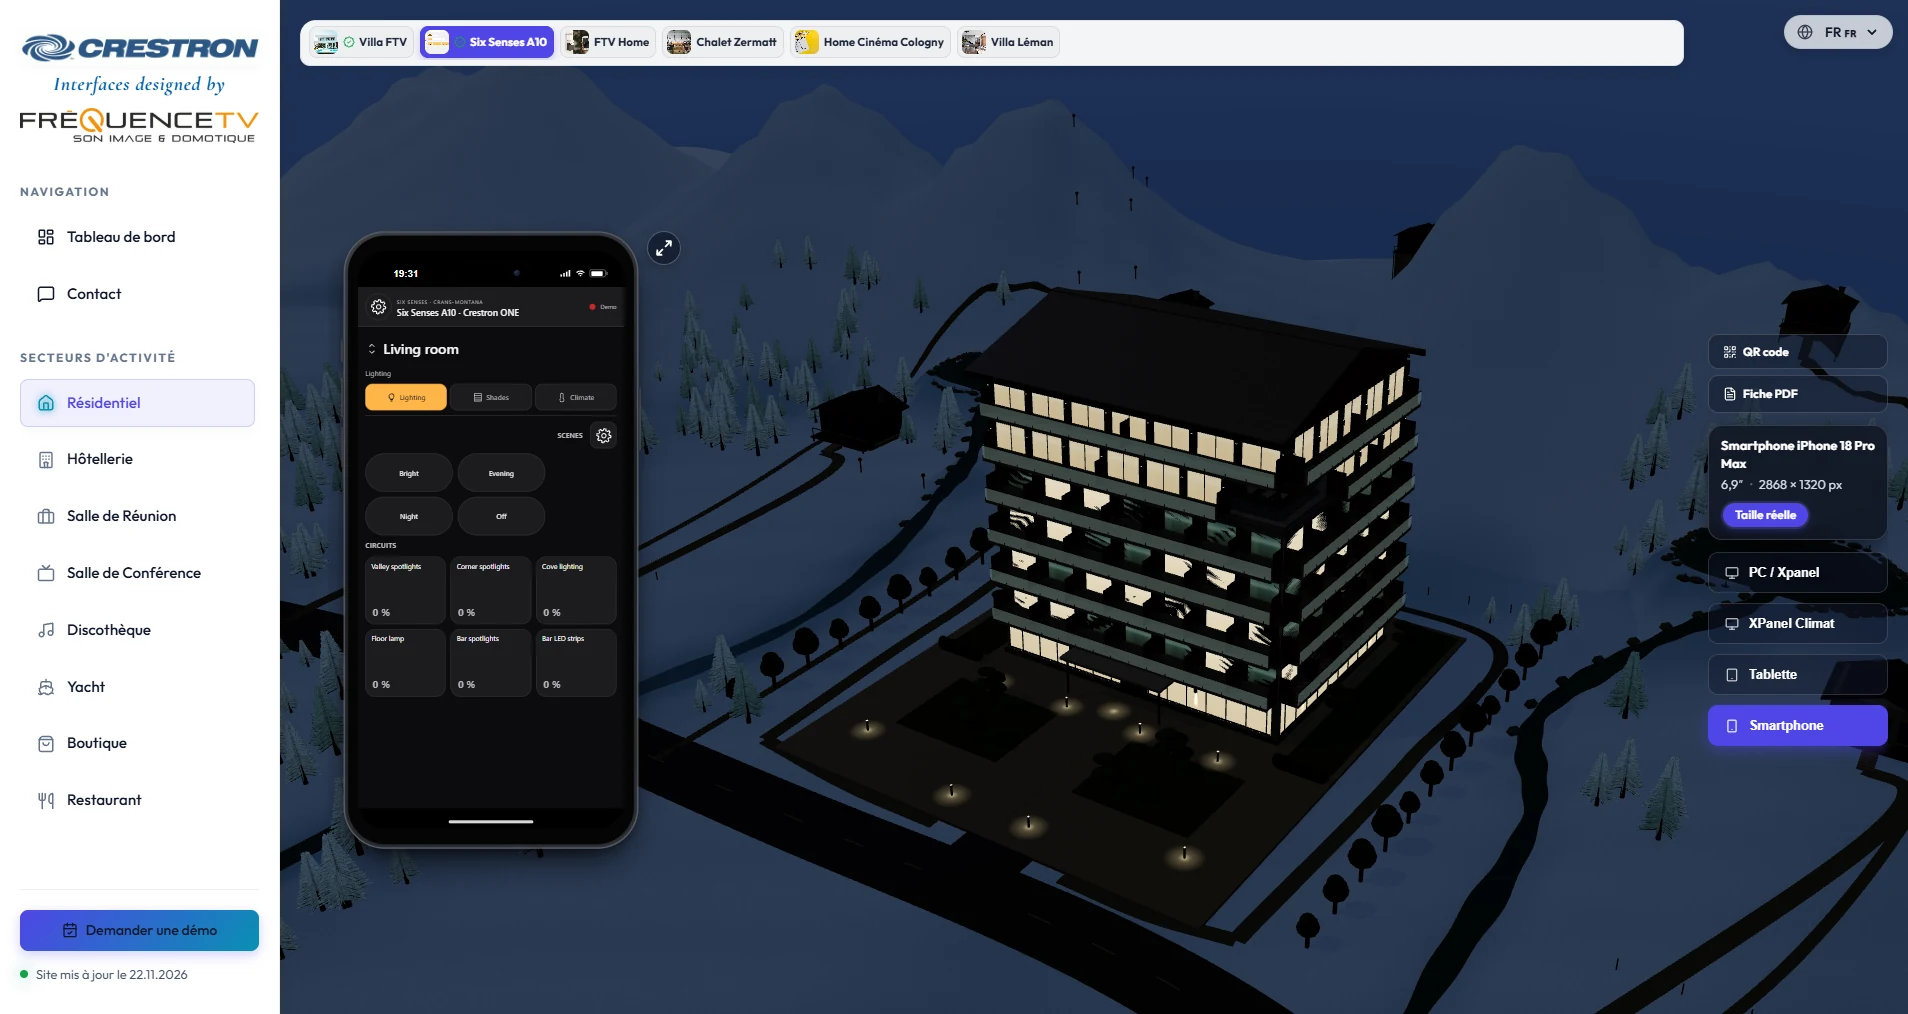 CRESTRON
Interfaces designed by
FRÉQUENCETV
SON IMAGE & DOMOTIQUE
NAVIGATION
Tableau de bord
Contact
SECTEURS D'ACTIVITÉ
Résidentiel
Hôtellerie
Salle de Réunion
Salle de Conférence
Discothèque
Yacht
Boutique
Restaurant
Demander une démo
Site mis à jour le 22.11.2026
Villa FTV
Six Senses A10
FTV Home
Chalet Zermatt
Home Cinéma Cologny
Villa Léman
FR FR
19:31
SIX SENSES - CRANS-MONTANA
Six Senses A10 - Crestron ONE
Demo
Living room
Lighting
Lighting
Shades
Climate
SCENES
Bright
Evening
Night
Off
CIRCUITS
Valley spotlights
Corner spotlights
Cove lighting
0 %
0 %
0 %
Floor lamp
Bar spotlights
Bar LED strips
0 %
0 %
0 %
QR code
Fiche PDF
Smartphone iPhone 18 Pro
Max
6,9″ · 2868 × 1320 px
Taille réelle
PC / Xpanel
XPanel Climat
Tablette
Smartphone